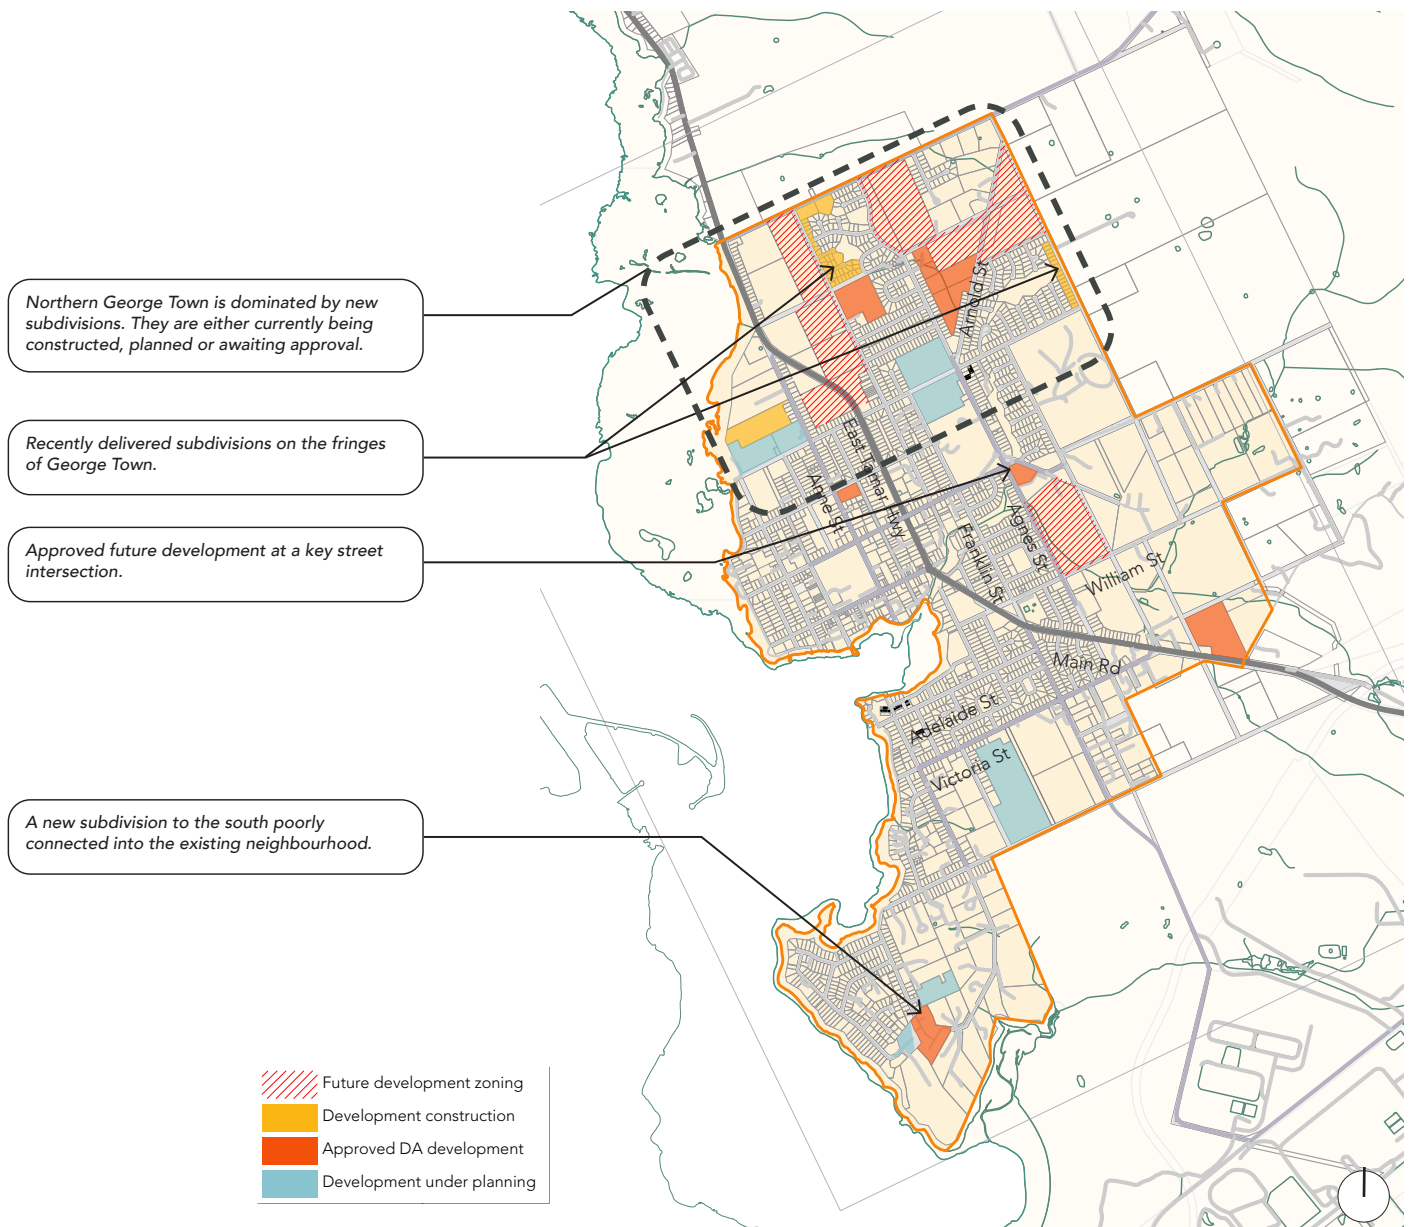 Northern George Town is dominated by new
subdivisions. They are either currently being
constructed, planned or awaiting approval.
Recently delivered subdivisions on the fringes
of George Town.
Approved future development at a key street
intersection.
A new subdivision to the south poorly
connected into the existing neighbourhood.
Arnold St
East Tamar Hwy
Anne St
Agnes St
Franklin St
William St
Main Rd
Adelaide St
Victoria St
Future development zoning
Development construction
Approved DA development
Development under planning